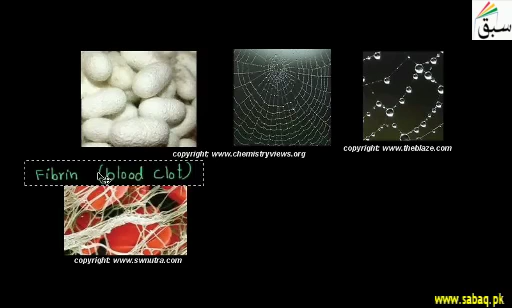 سبق
copyright: www.chemistryviews.org
copyright: www.theblaze.com
Fibrin (blood clot)
copyright: www.swnutra.com
www.sabaq.pk